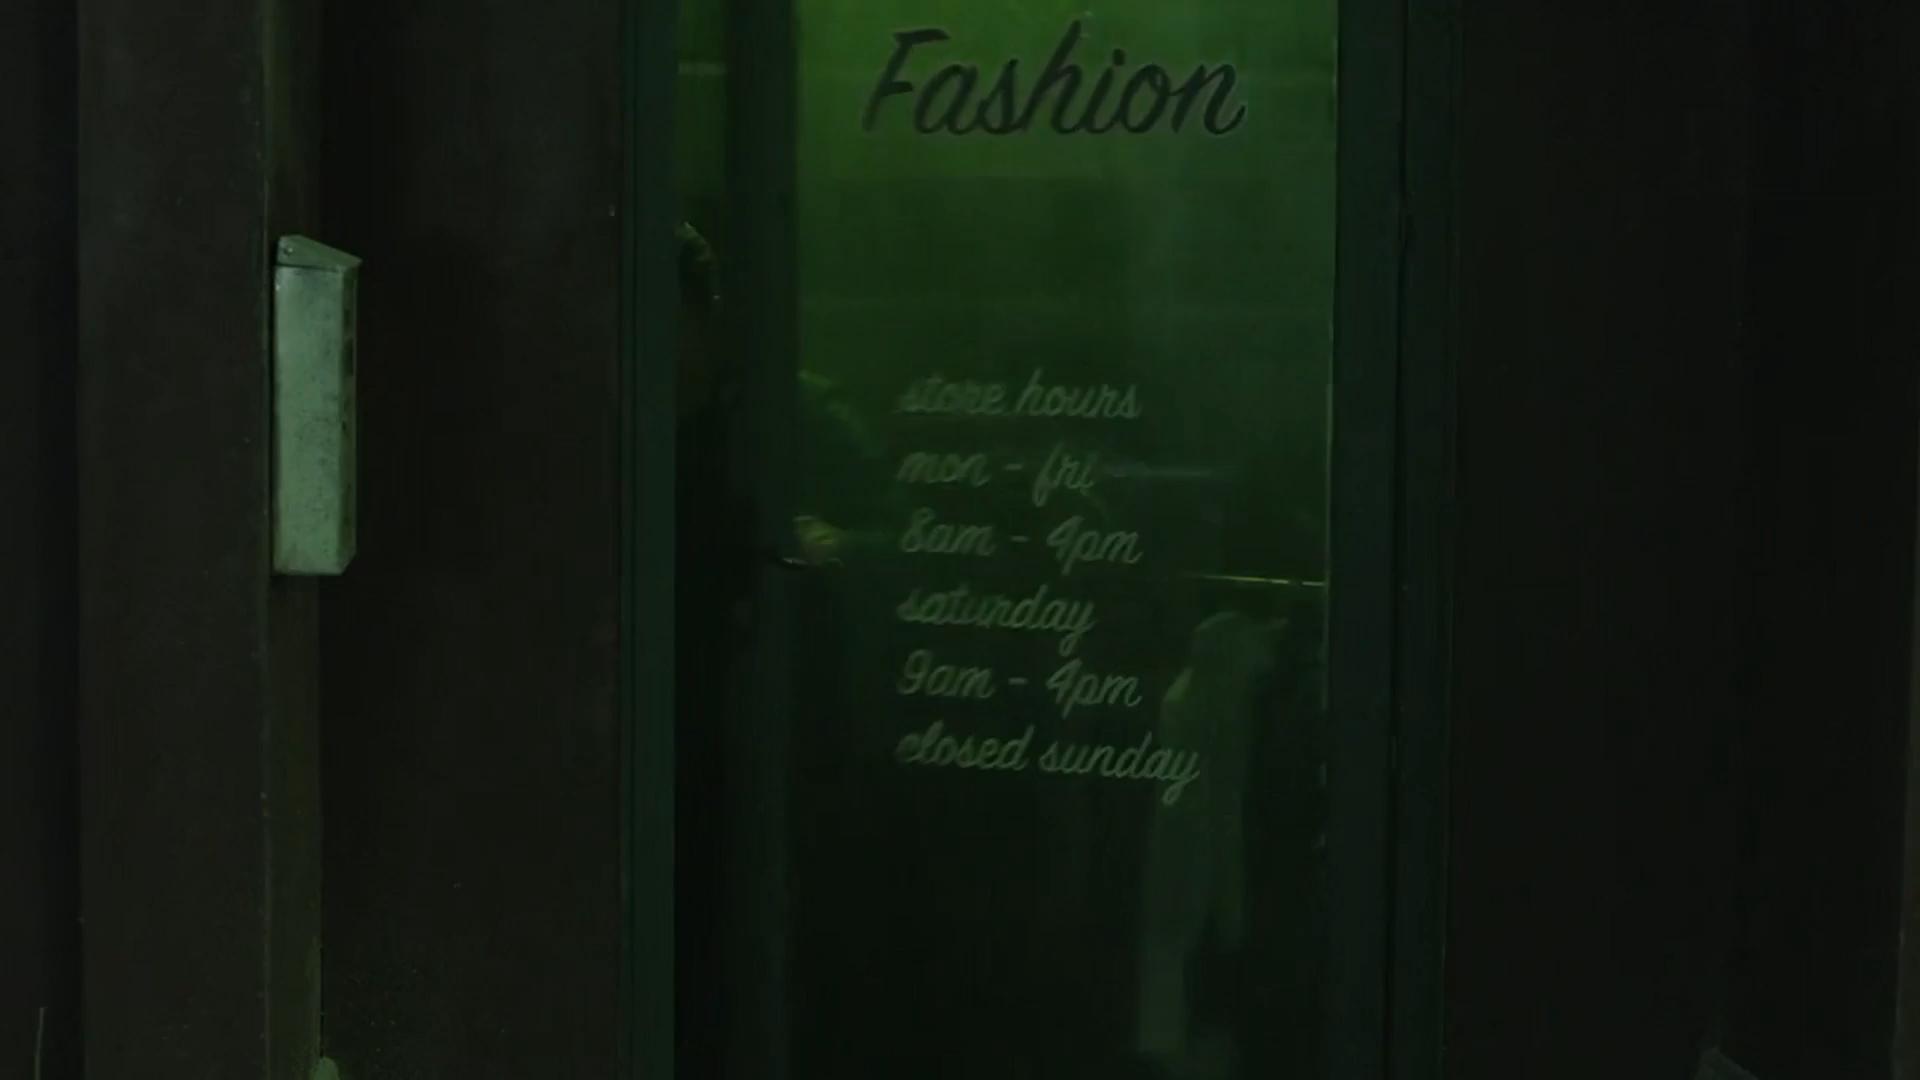 Fashion
store hours
mon - fri
8am - 4pm
saturday
9am - 4pm
closed sunday